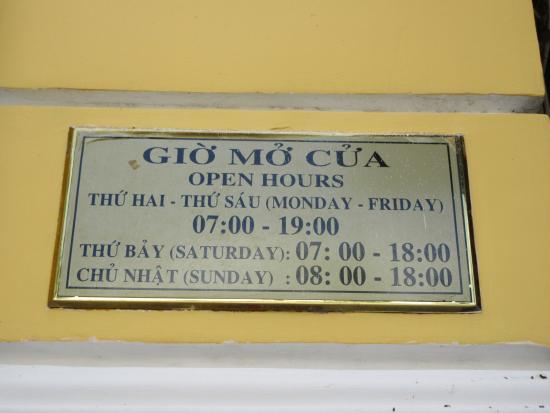 GIỜ MỞ CỬA
OPEN HOURS
THỨ HAI - THỨ SÁU (MONDAY - FRIDAY)
07:00 - 19:00
THỨ BẢY (SATURDAY): 07: 00 - 18:00
CHỦ NHẬT (SUNDAY) : 08: 00 - 18:00